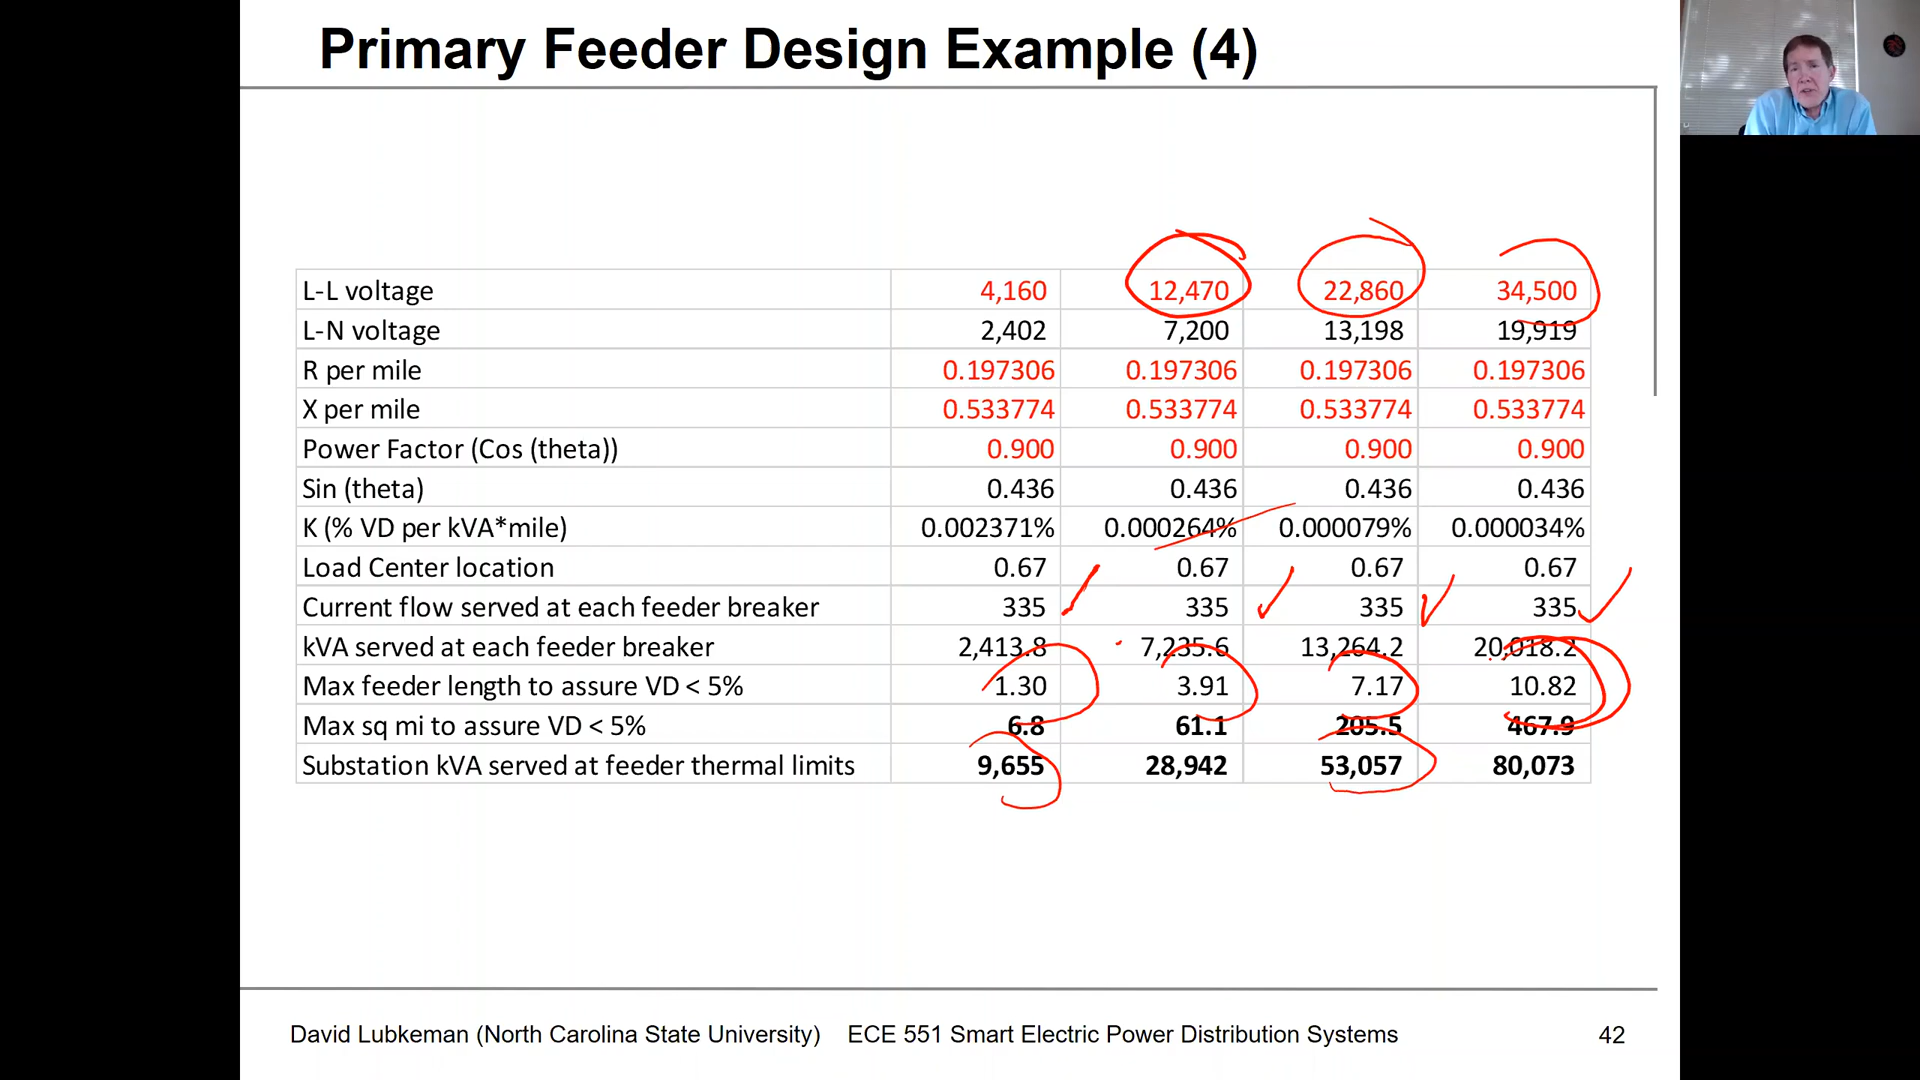 Primary Feeder Design Example (4)
L-L voltage 4,160 12,470 22,860 34,500
L-N voltage 2,402 7,200 13,198 19,919
R per mile 0.197306 0.197306 0.197306 0.197306
X per mile 0.533774 0.533774 0.533774 0.533774
Power Factor (Cos (theta)) 0.900 0.900 0.900 0.900
Sin (theta) 0.436 0.436 0.436 0.436
K (% VD per kVA*mile) 0.002371% 0.000264% 0.000079% 0.000034%
Load Center location 0.67 0.67 0.67 0.67
Current flow served at each feeder breaker 335 335 335 335
kVA served at each feeder breaker 2,413.8 7,235.6 13,264.2 20,018.2
Max feeder length to assure VD < 5% 1.30 3.91 7.17 10.82
Max sq mi to assure VD < 5% 6.8 61.1 205.5 467.9
Substation kVA served at feeder thermal limits 9,655 28,942 53,057 80,073
David Lubkeman (North Carolina State University) ECE 551 Smart Electric Power Distribution Systems 42